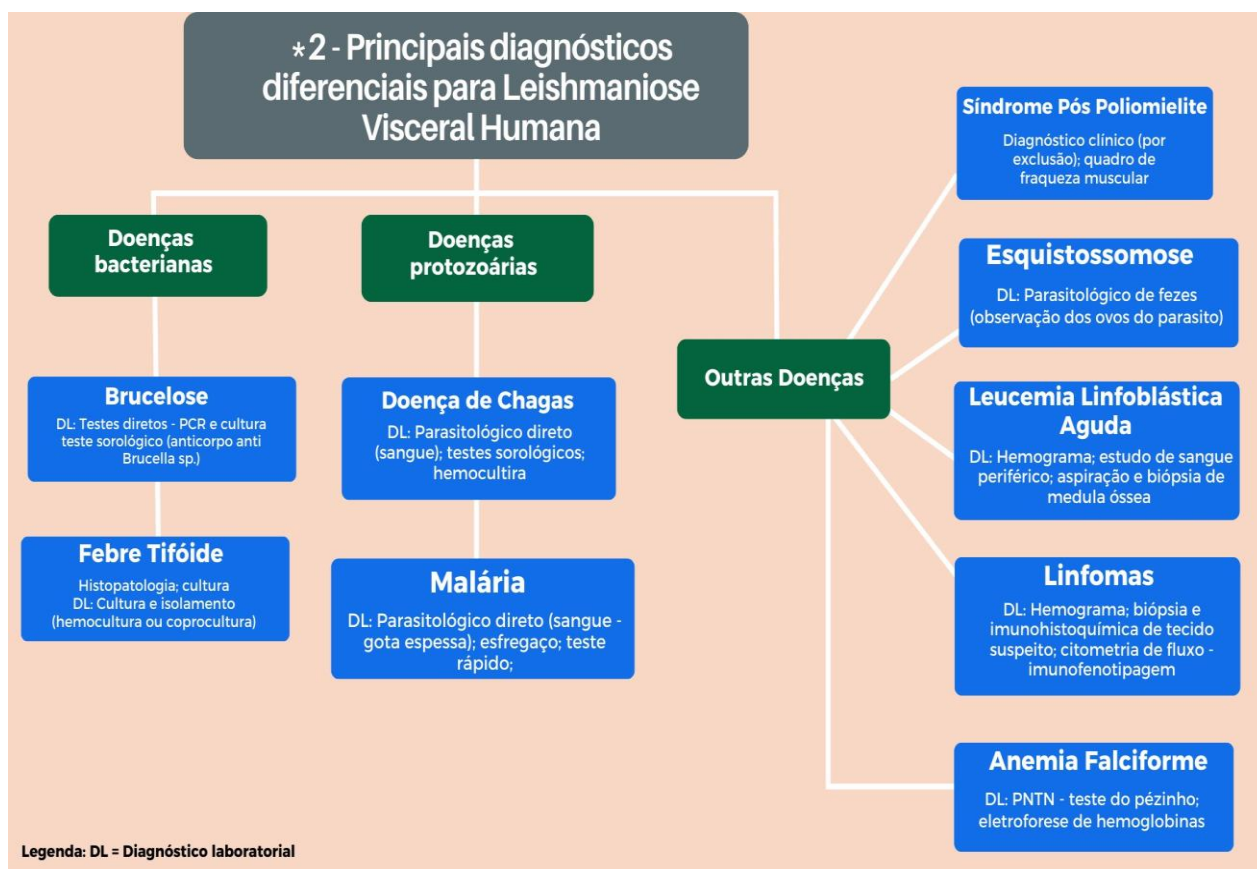 *2 - Principais diagnósticos
diferenciais para Leishmaniose
Visceral Humana
Doenças
bacterianas
Brucelose
DL: Testes diretos - PCR e cultura
teste sorológico (anticorpo anti
Brucella sp.)
Febre Tifóide
Histopatologia; cultura
DL: Cultura e isolamento
(hemocultura ou coprocultura)
Doenças
protozoárias
Doença de Chagas
DL: Parasitológico direto
(sangue); testes sorológicos;
hemocultira
Malária
DL: Parasitológico direto (sangue -
gota espessa); esfregaço; teste
rápido;
Outras Doenças
Síndrome Pós Poliomielite
Diagnóstico clínico (por
exclusão); quadro de
fraqueza muscular
Esquistossomose
DL: Parasitológico de fezes
(observação dos ovos do parasito)
Leucemia Linfoblástica
Aguda
DL: Hemograma; estudo de sangue
periférico; aspiração e biópsia de
medula óssea
Linfomas
DL: Hemograma; biópsia e
imunohistoquímica de tecido
suspeito; citometria de fluxo -
imunofenotipagem
Anemia Falciforme
DL: PNTN - teste do pézinho;
eletroforese de hemoglobinas
Legenda: DL = Diagnóstico laboratorial